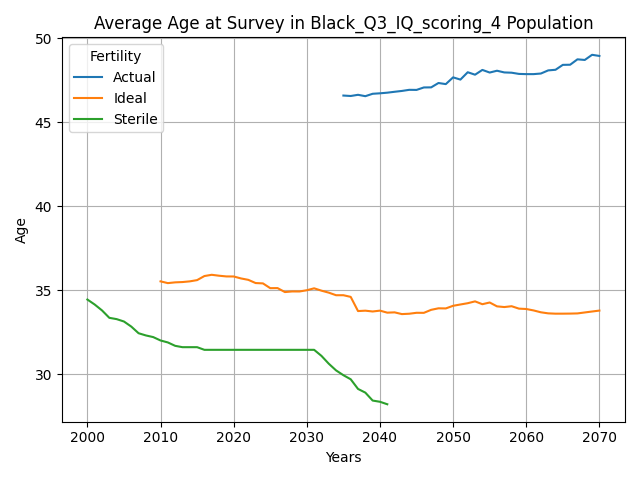 Average Age at Survey in Black_Q3_IQ_scoring_4 Population
Fertility
Actual
Ideal
Sterile
50
45
40
35
30
Age
2000 2010 2020 2030 2040 2050 2060 2070
Years